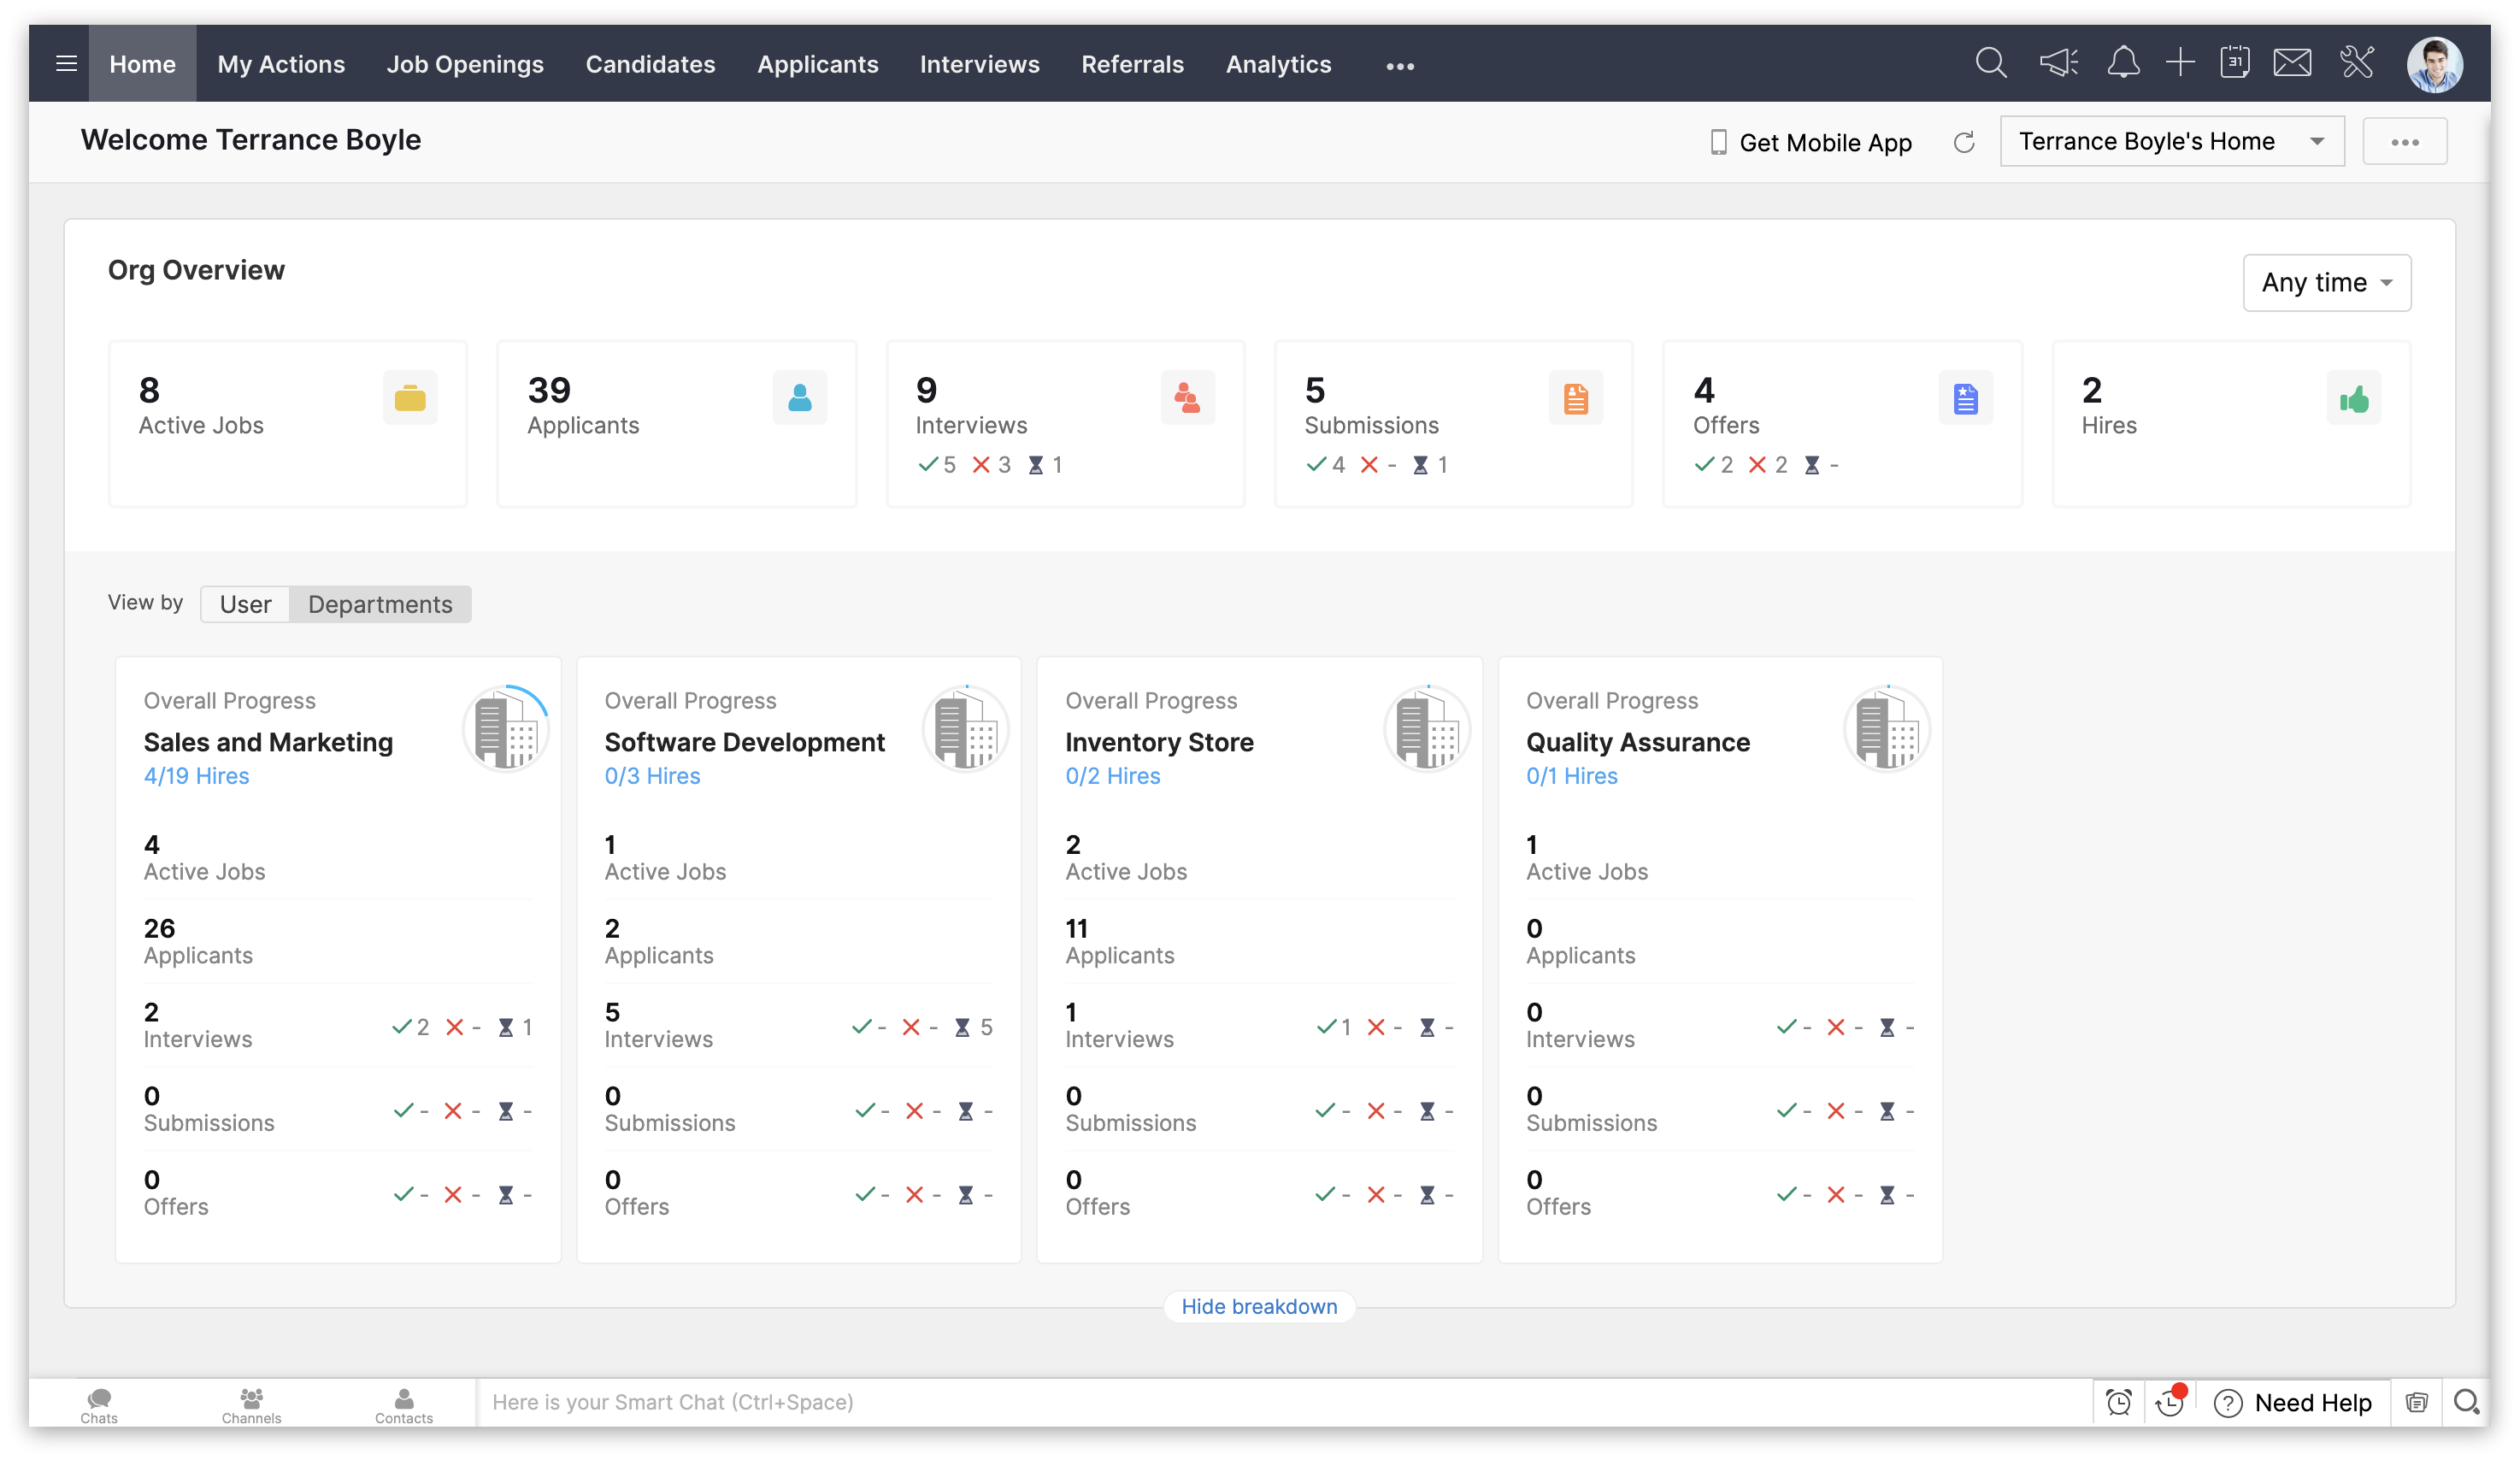 Home My Actions Job Openings Candidates Applicants Interviews Referrals Analytics
31
Welcome Terrance Boyle
Get Mobile App
Terrance Boyle's Home
Org Overview
Any time
8
Active Jobs
39
Applicants
9
Interviews
5 3 1
5
Submissions
4 - 1
4
Offers
2 2 -
2
Hires
View by User Departments
Overall Progress
Sales and Marketing
4/19 Hires
4
Active Jobs
26
Applicants
2
Interviews
2 - 1
0
Submissions
- - -
0
Offers
- - -
Overall Progress
Software Development
0/3 Hires
1
Active Jobs
2
Applicants
5
Interviews
- - 5
0
Submissions
- - -
0
Offers
- - -
Overall Progress
Inventory Store
0/2 Hires
2
Active Jobs
11
Applicants
1
Interviews
1 - -
0
Submissions
- - -
0
Offers
- - -
Overall Progress
Quality Assurance
0/1 Hires
1
Active Jobs
0
Applicants
0
Interviews
- - -
0
Submissions
- - -
0
Offers
- - -
Hide breakdown
Chats
Channels
Contacts
Here is your Smart Chat (Ctrl+Space)
? Need Help